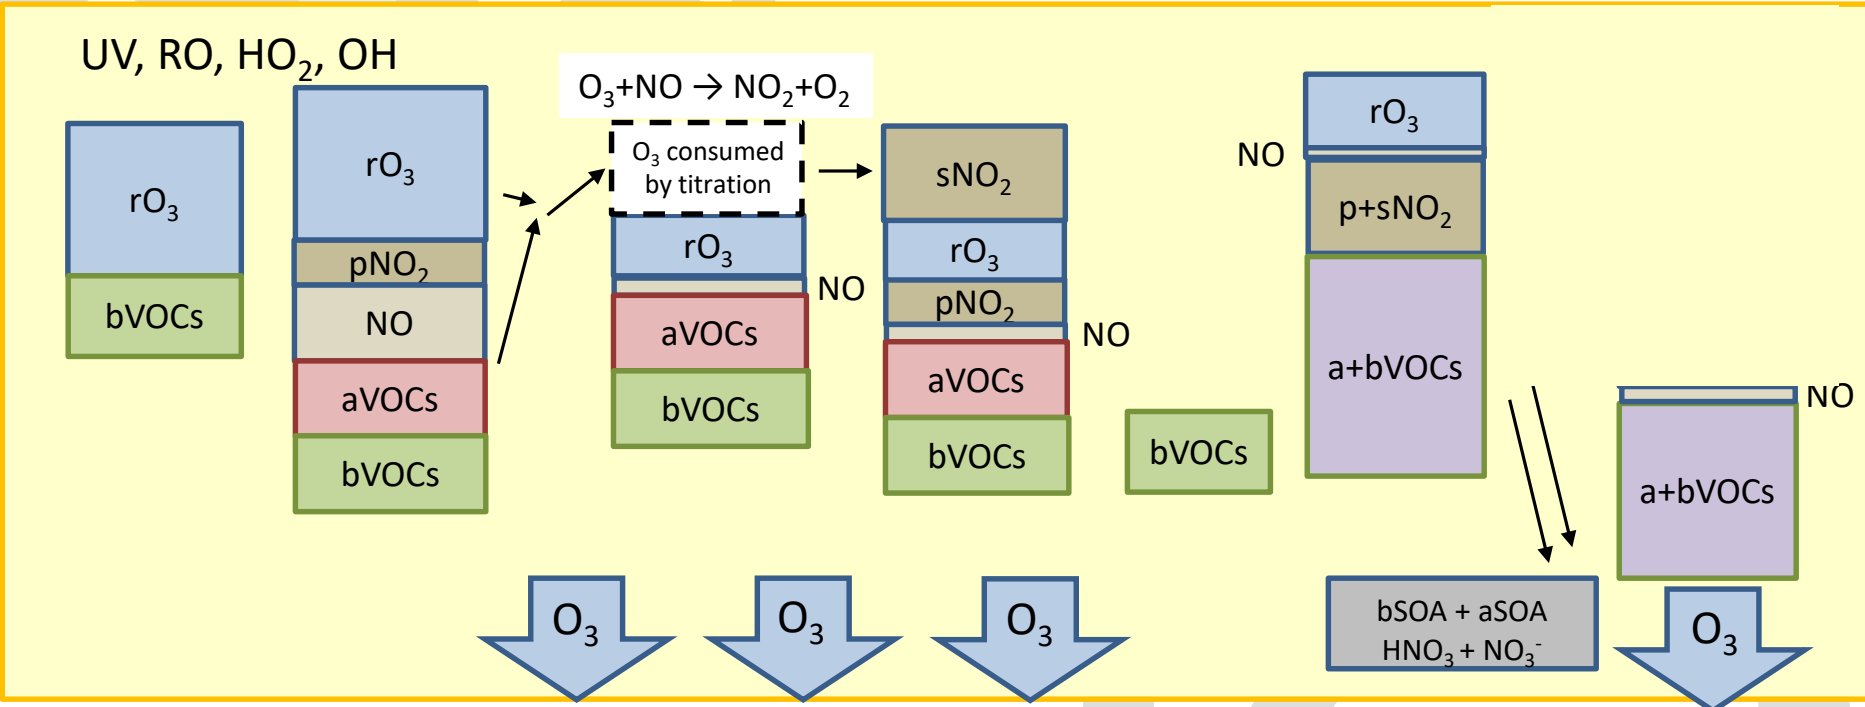 UV, RO, HO₂, OH
rO₃
bVOCs
rO₃
pNO₂
NO
aVOCs
bVOCs
O₃+NO → NO₂+O₂
O₃ consumed
by titration
rO₃
NO
aVOCs
bVOCs
sNO₂
rO₃
pNO₂
NO
aVOCs
bVOCs
bVOCs
rO₃
NO
p+sNO₂
a+bVOCs
NO
a+bVOCs
bSOA + aSOA
HNO₃ + NO₃⁻
O₃
O₃
O₃
O₃